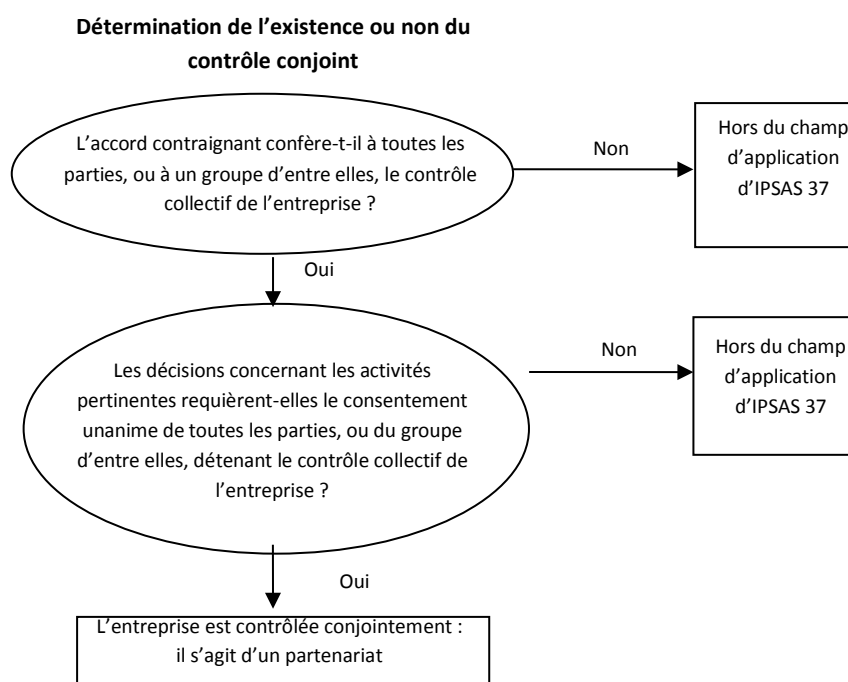 Détermination de l’existence ou non du
contrôle conjoint
L’accord contraignant confère-t-il à toutes les
parties, ou à un groupe d’entre elles, le contrôle
collectif de l’entreprise ?
Non
Hors du champ
d’application
d’IPSAS 37
Oui
Les décisions concernant les activités
pertinentes requièrent-elles le consentement
unanime de toutes les parties, ou du groupe
d’entre elles, détenant le contrôle collectif de
l’entreprise ?
Non
Hors du champ
d’application
d’IPSAS 37
Oui
L’entreprise est contrôlée conjointement :
il s’agit d’un partenariat